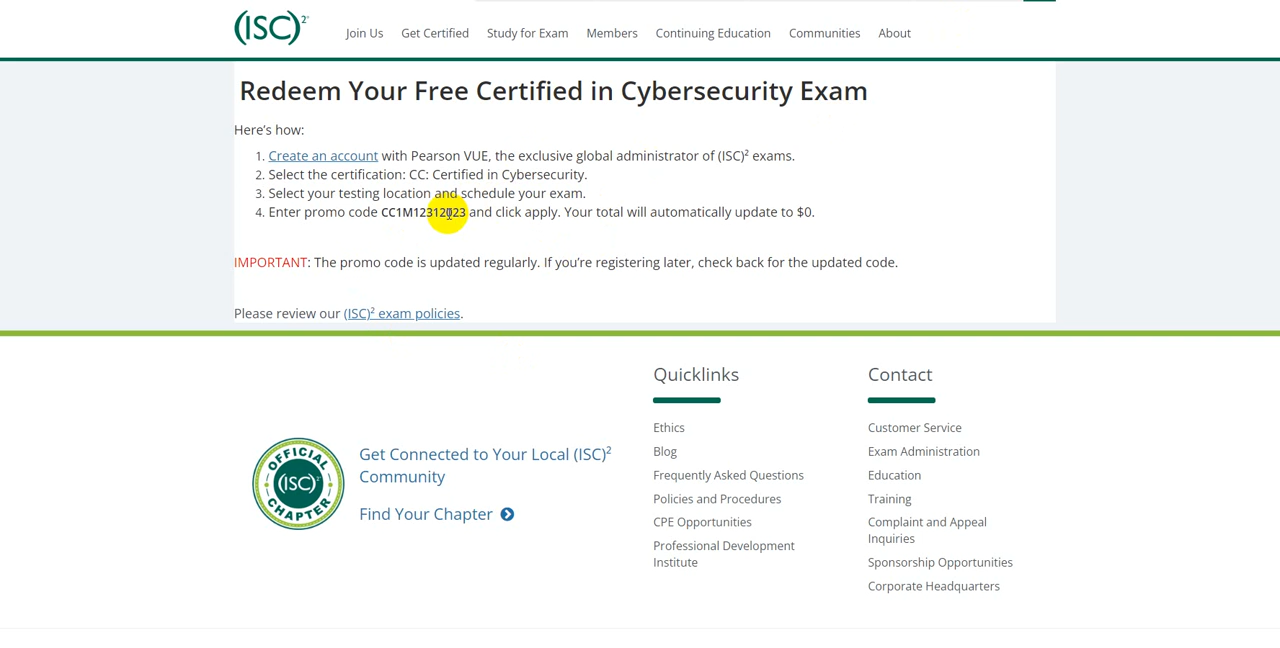 (ISC)²
Join Us Get Certified Study for Exam Members Continuing Education Communities About
Redeem Your Free Certified in Cybersecurity Exam
Here's how:
1. Create an account with Pearson VUE, the exclusive global administrator of (ISC)² exams.
2. Select the certification: CC: Certified in Cybersecurity.
3. Select your testing location and schedule your exam.
4. Enter promo code CC1M12312023 and click apply. Your total will automatically update to $0.
IMPORTANT: The promo code is updated regularly. If you're registering later, check back for the updated code.
Please review our (ISC)² exam policies.
OFFICIAL
(ISC)²
CHAPTER
Get Connected to Your Local (ISC)²
Community
Find Your Chapter
Quicklinks
Ethics
Blog
Frequently Asked Questions
Policies and Procedures
CPE Opportunities
Professional Development
Institute
Contact
Customer Service
Exam Administration
Education
Training
Complaint and Appeal
Inquiries
Sponsorship Opportunities
Corporate Headquarters